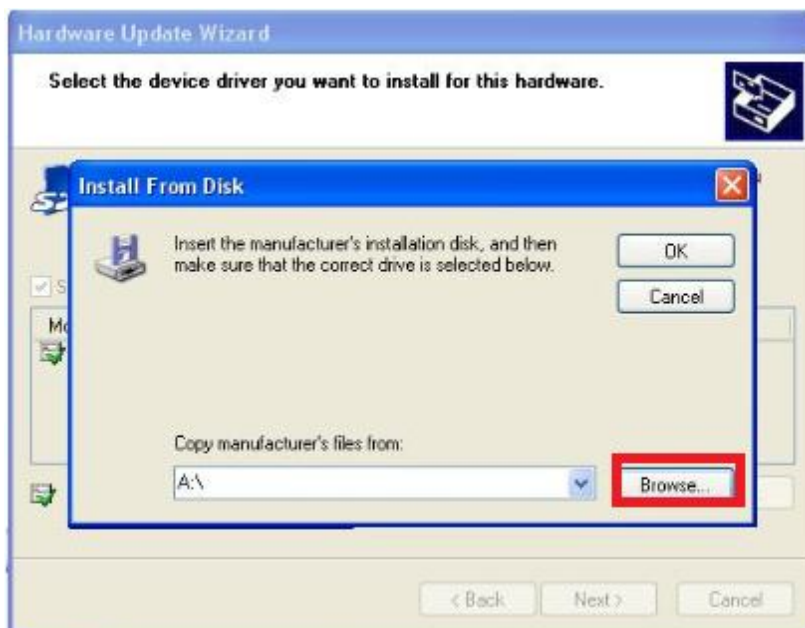 Hardware Update Wizard
Select the device driver you want to install for this hardware.
Install From Disk
Insert the manufacturer's installation disk, and then
make sure that the correct drive is selected below.
OK
Cancel
Copy manufacturer's files from:
A:\
Browse...
< Back
Next >
Cancel